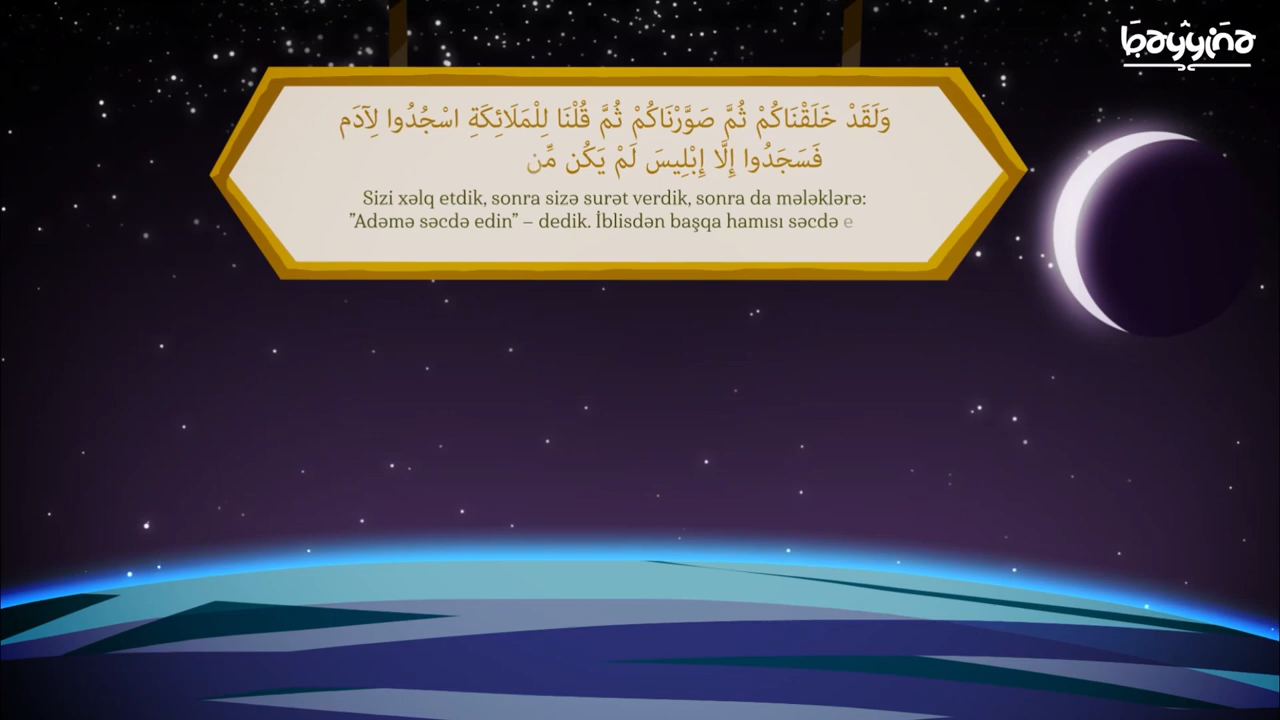 bayyina
وَلَقَدْ خَلَقْنَاكُمْ ثُمَّ صَوَّرْنَاكُمْ ثُمَّ قُلْنَا لِلْمَلَائِكَةِ اسْجُدُوا لِآدَم
فَسَجَدُوا إِلَّا إِبْلِيسَ لَمْ يَكُن مِّن
Sizi xəlq etdik, sonra sizə surət verdik, sonra da mələklərə:
”Adəmə səcdə edin” – dedik. İblisdən başqa hamısı səcdə e